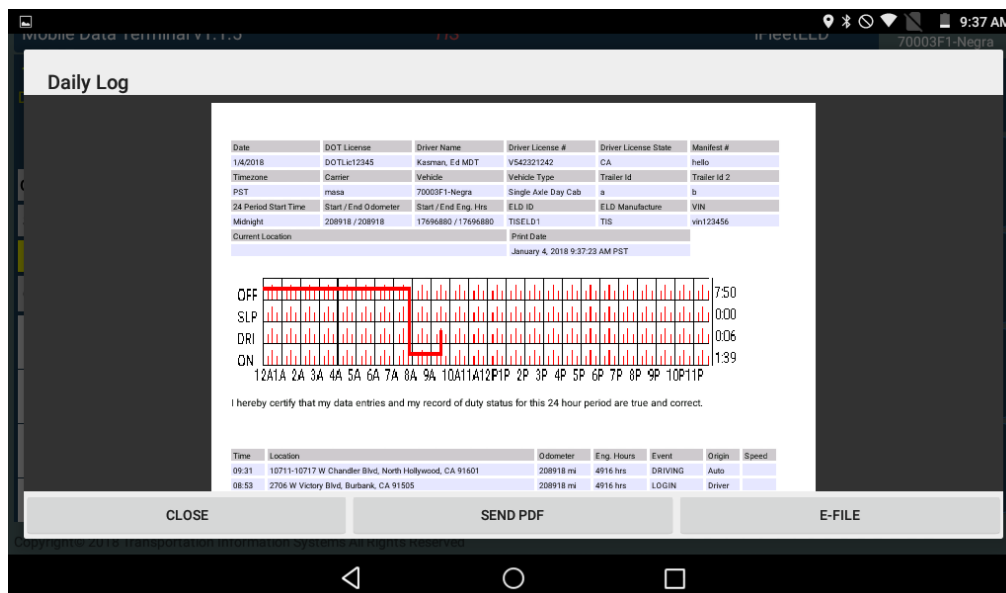 9:37 AM
Mobile Data Terminal v1.1.5 TIS iFleetELD
70003F1-Negra
Daily Log
Date DOT License Driver Name Driver License # Driver License State Manifest #
1/4/2018 DOTLic12345 Kasman, Ed MDT V542321242 CA hello
Timezone Carrier Vehicle Vehicle Type Trailer Id Trailer Id 2
PST masa 70003F1-Negra Single Axle Day Cab a b
24 Period Start Time Start / End Odometer Start / End Eng. Hrs ELD ID ELD Manufacture VIN
Midnight 208918 / 208918 17696880 / 17696880 TISELD1 TIS vin123456
Current Location Print Date
January 4, 2018 9:37:23 AM PST
OFF 7:50
SLP 0:00
DRI 0:06
ON 1:39
12A1A 2A 3A 4A 5A 6A 7A 8A 9A 10A11A12P1P 2P 3P 4P 5P 6P 7P 8P 9P 10P11P
I hereby certify that my data entries and my record of duty status for this 24 hour period are true and correct.
Time Location Odometer Eng. Hours Event Origin Speed
09:31 10711-10717 W Chandler Blvd, North Hollywood, CA 91601 208918 mi 4916 hrs DRIVING Auto
08:53 2706 W Victory Blvd, Burbank, CA 91505 208918 mi 4916 hrs LOGIN Driver
CLOSE SEND PDF E-FILE
Copyright© 2018 Transportation Information Systems All Rights Reserved